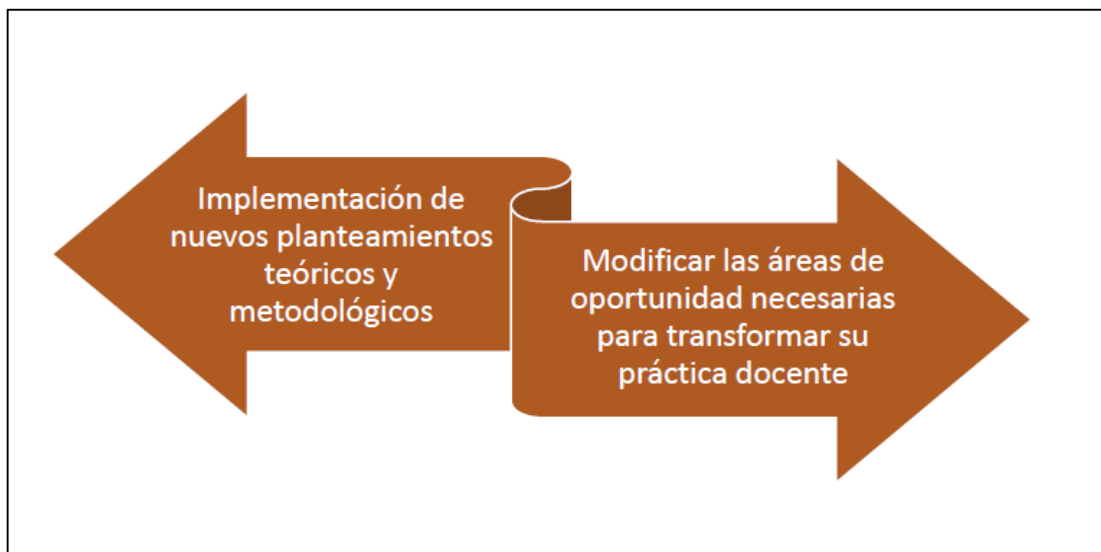 Implementación de
nuevos planteamientos
teóricos y
metodológicos
Modificar las áreas de
oportunidad necesarias
para transformar su
práctica docente